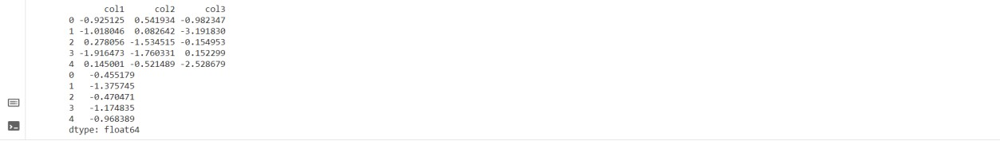 col1 col2 col3
0 -0.925125 0.541934 -0.982347
1 -1.018046 0.082642 -3.191830
2 0.278056 -1.534515 -0.154953
3 -1.916473 -1.760331 0.152299
4 0.145001 -0.521489 -2.528679
0 -0.455179
1 -1.375745
2 -0.470471
3 -1.174835
4 -0.968389
dtype: float64